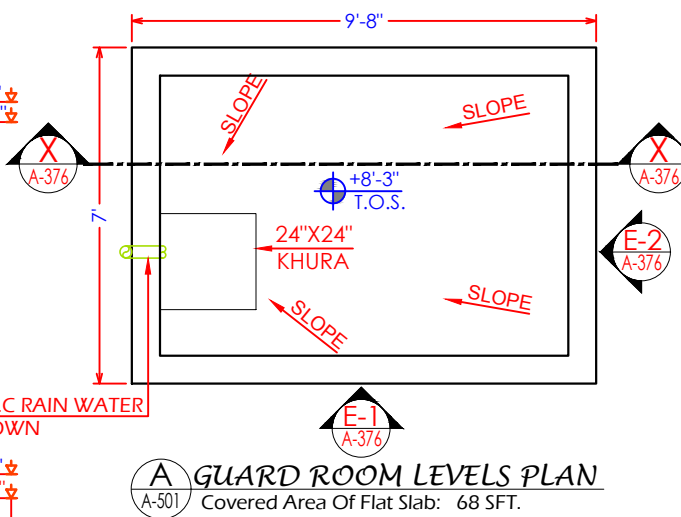 9'-8"
SLOPE
SLOPE
X
A-376
X
A-376
+8'-3"
T.O.S.
7'
24"X24"
KHURA
E-2
A-376
SLOPE
SLOPE
C RAIN WATER
OWN
E-1
A-376
A
A-501
GUARD ROOM LEVELS PLAN
Covered Area Of Flat Slab: 68 SFT.